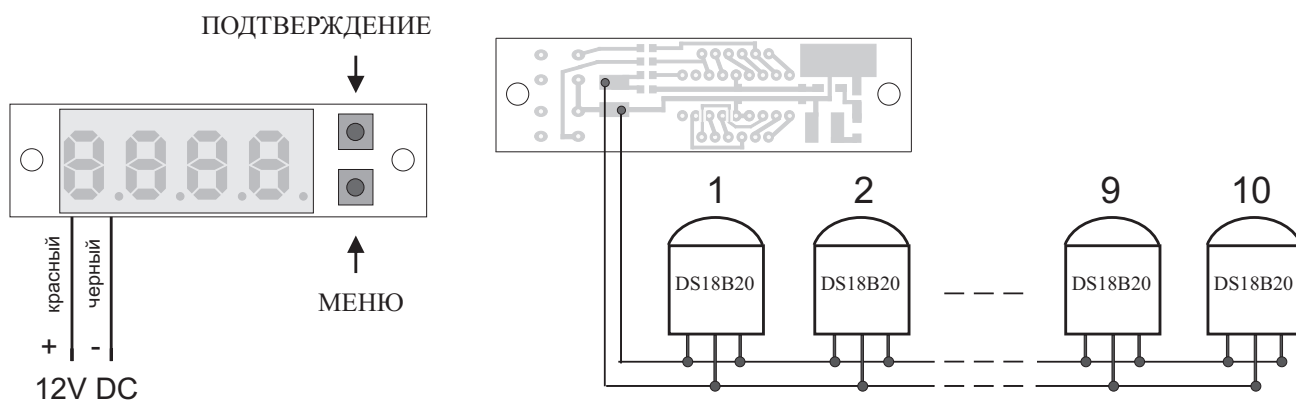 ПОДТВЕРЖДЕНИЕ
красный
черный
МЕНЮ
+ -
12V DC
1 2 9 10
DS18B20 DS18B20 DS18B20 DS18B20